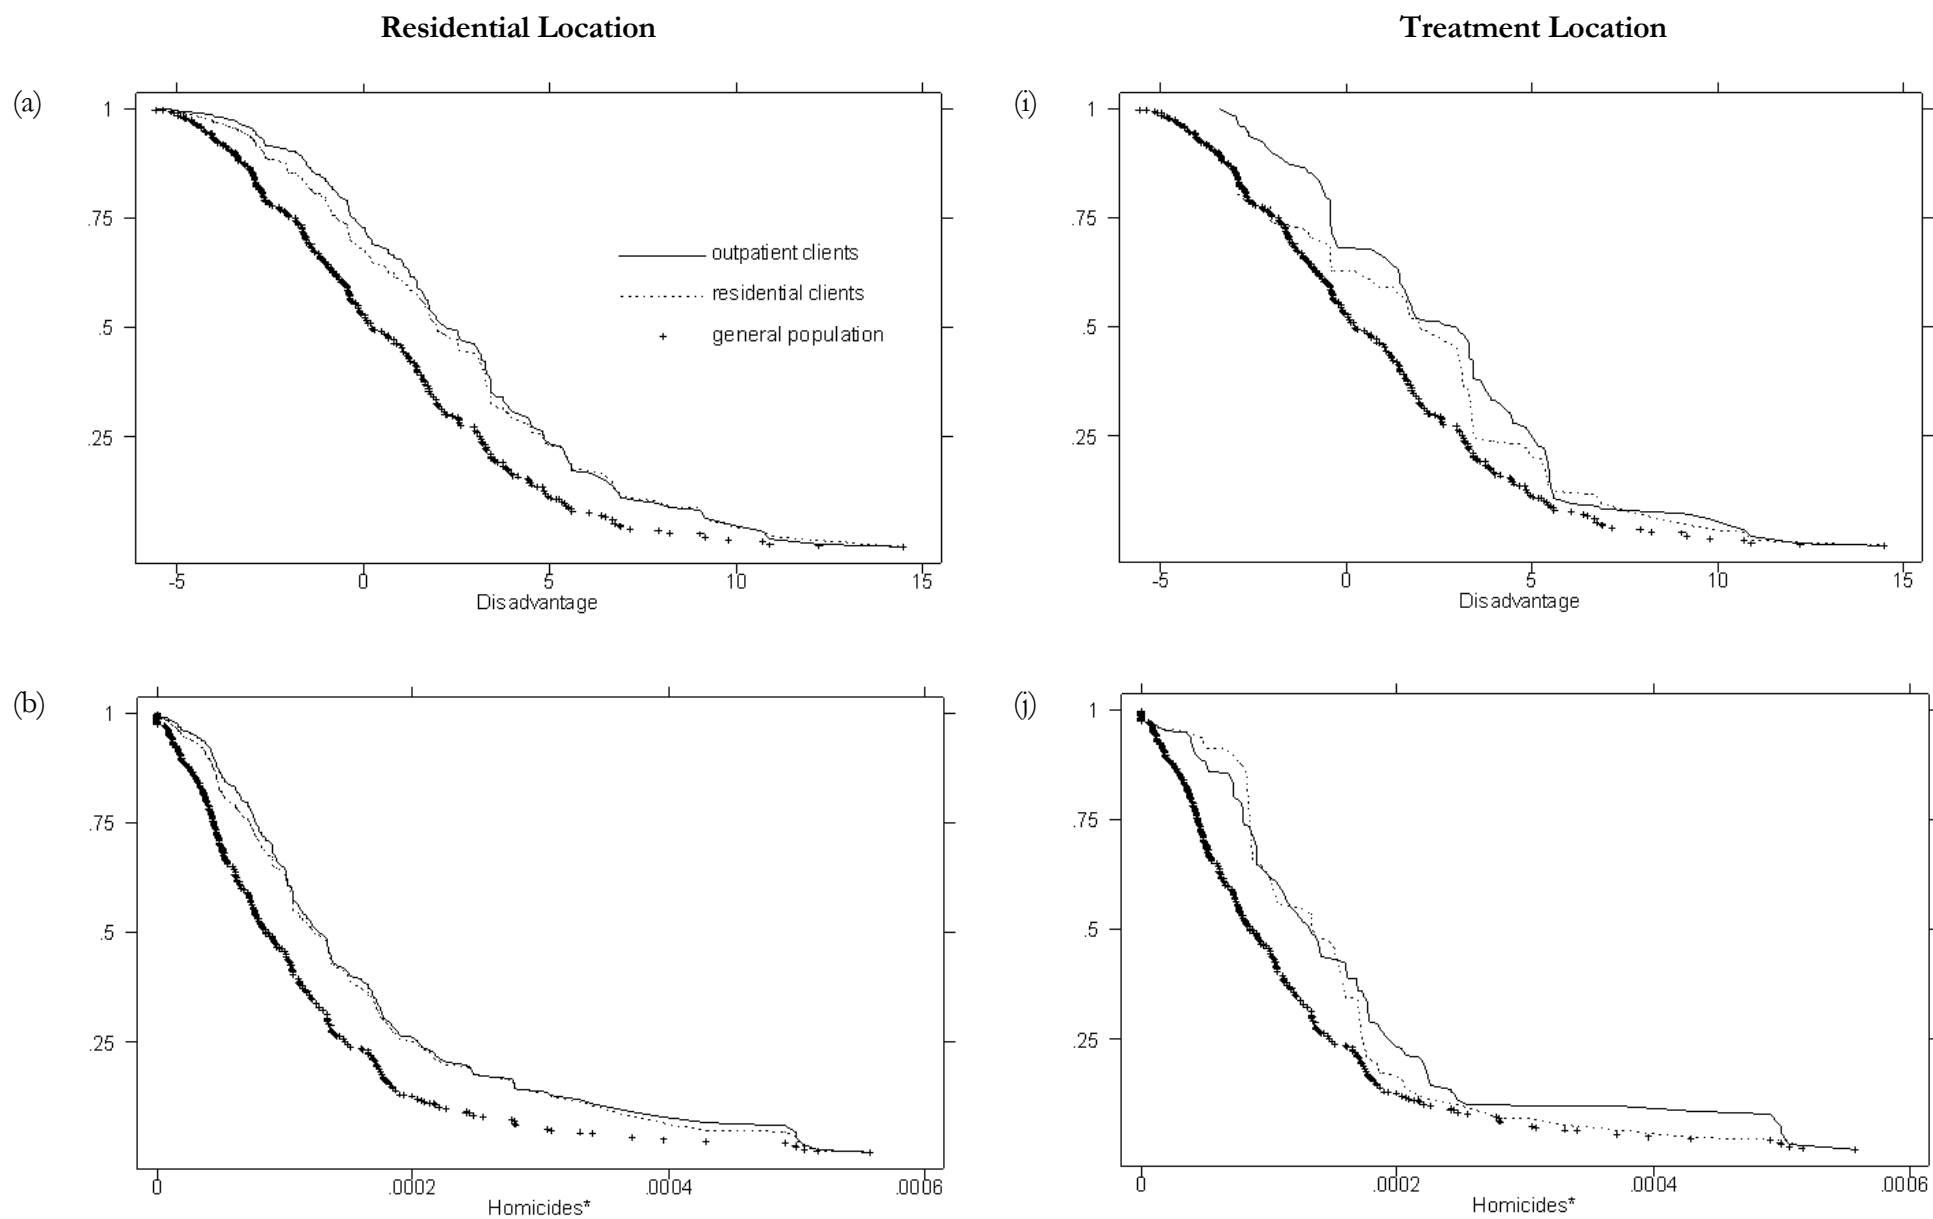 Residential Location
Treatment Location
(a)
1
.75
.5
.25
outpatient clients
residential clients
general population
-5 0 5 10 15
Disadvantage
(i)
1
.75
.5
.25
-5 0 5 10 15
Disadvantage
(b)
1
.75
.5
.25
0 .0002 .0004 .0006
Homicides*
(j)
1
.75
.5
.25
0 .0002 .0004 .0006
Homicides*